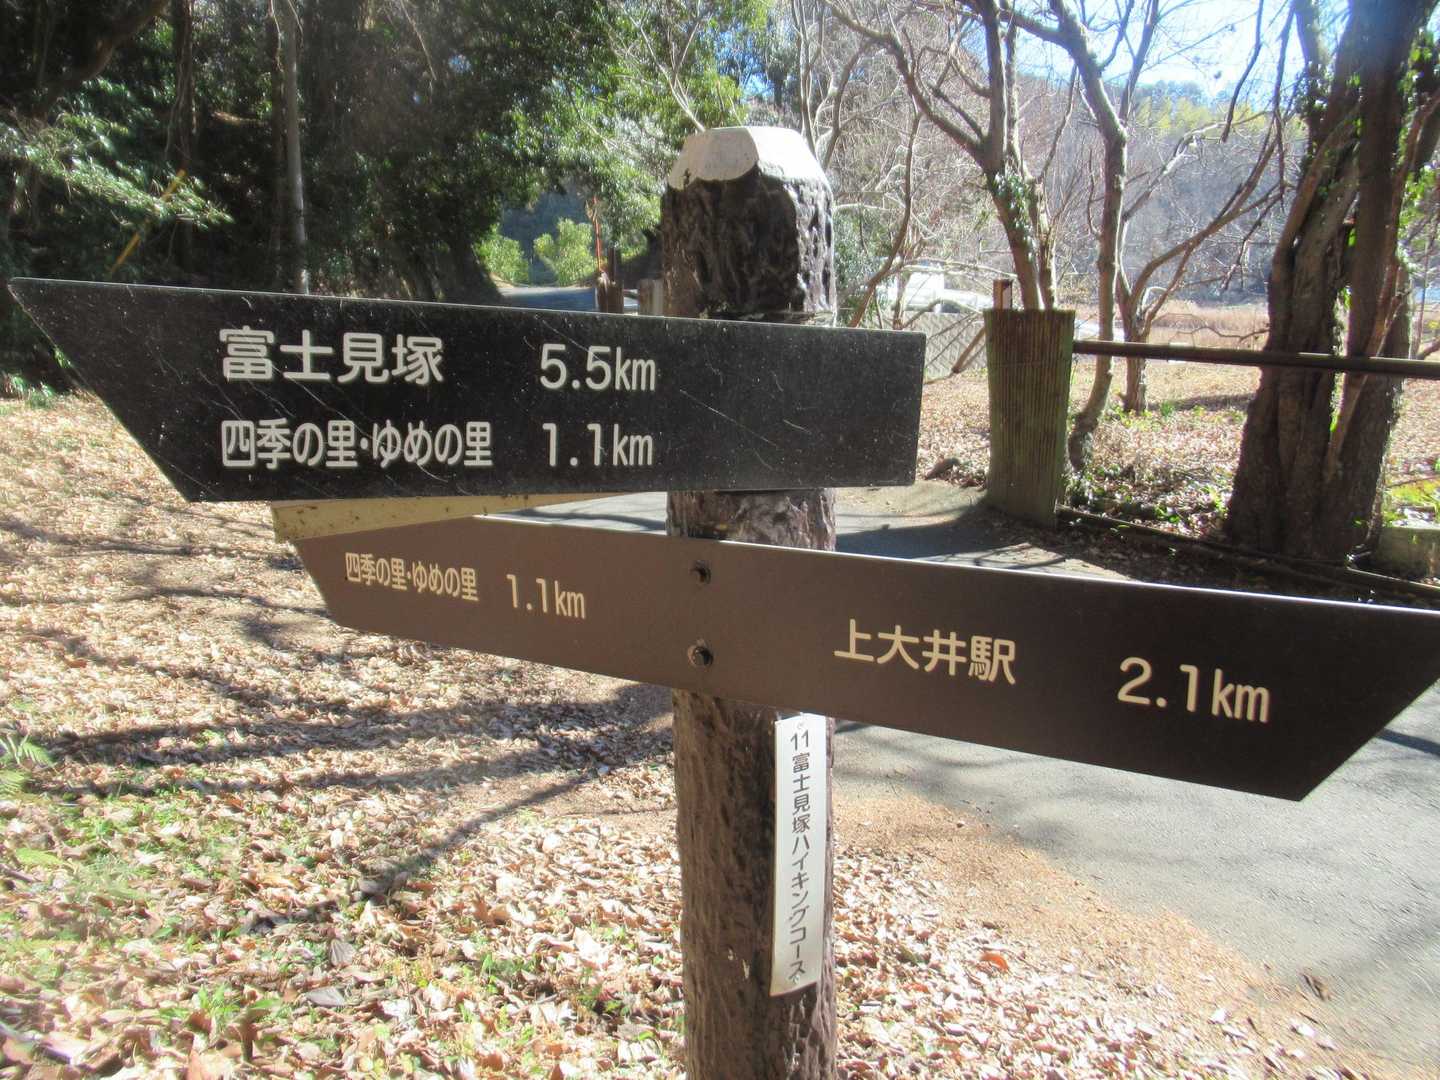 富士見塚 5.5km
四季の里・ゆめの里 1.1km
四季の里・ゆめの里 1.1km
上大井駅 2.1km
11富士見塚ハイキングコース